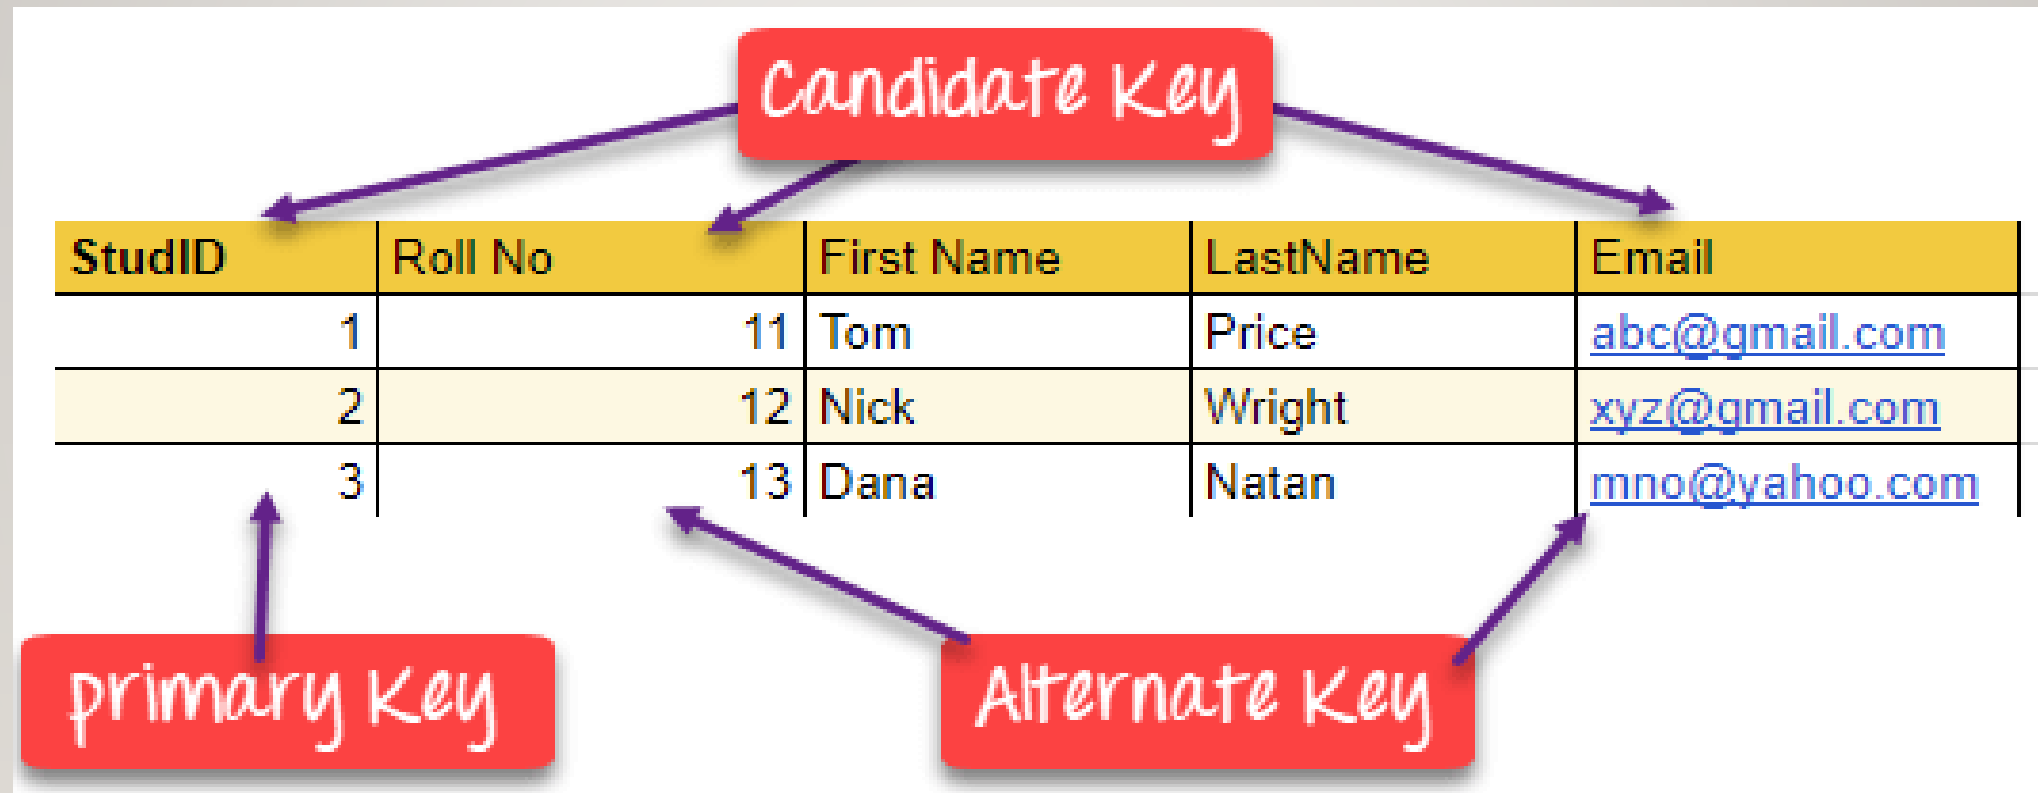 Candidate Key
StudID Roll No First Name LastName Email
1 11 Tom Price abc@gmail.com
2 12 Nick Wright xyz@gmail.com
3 13 Dana Natan mno@yahoo.com
primary Key Alternate Key